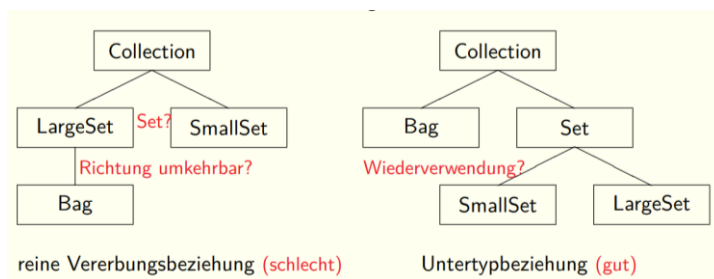 Collection
LargeSet Set? SmallSet
Richtung umkehrbar?
Bag
reine Vererbungsbeziehung (schlecht)
Collection
Bag Set
Wiederverwendung?
SmallSet LargeSet
Untertypbeziehung (gut)